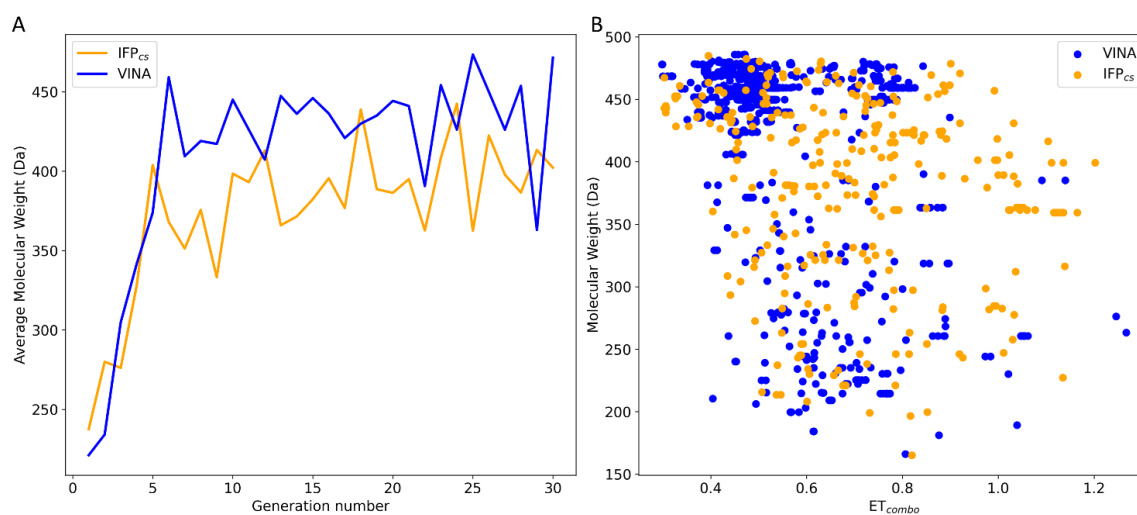 A
IFPcs
VINA
Average Molecular Weight (Da)
450
400
350
300
250
0
5
10
15
20
25
30
Generation number
B
VINA
IFPcs
Molecular Weight (Da)
500
450
400
350
300
250
200
150
0.4
0.6
0.8
1.0
1.2
ETcombo